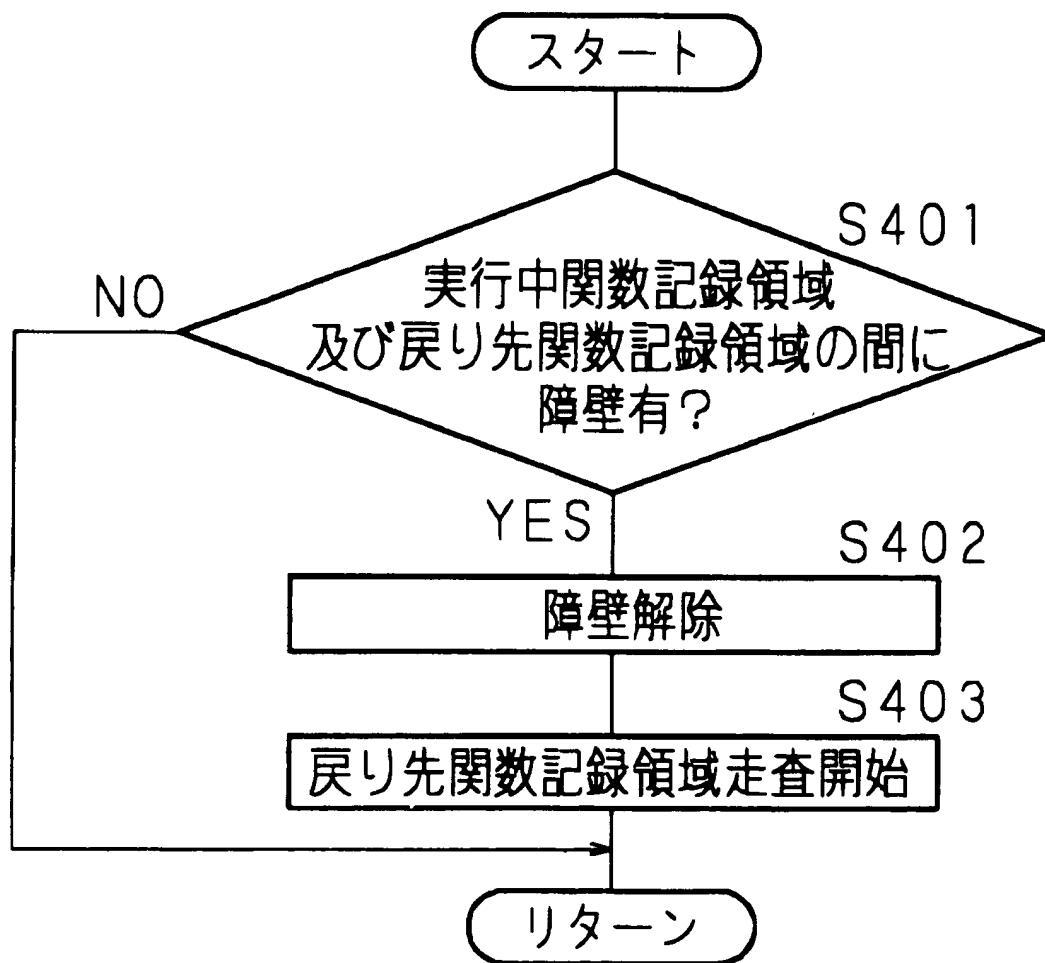 スタート
S401
実行中関数記録領域
及び戻り先関数記録領域の間に
障壁有?
NO
YES
S402
障壁解除
S403
戻り先関数記録領域走査開始
リターン